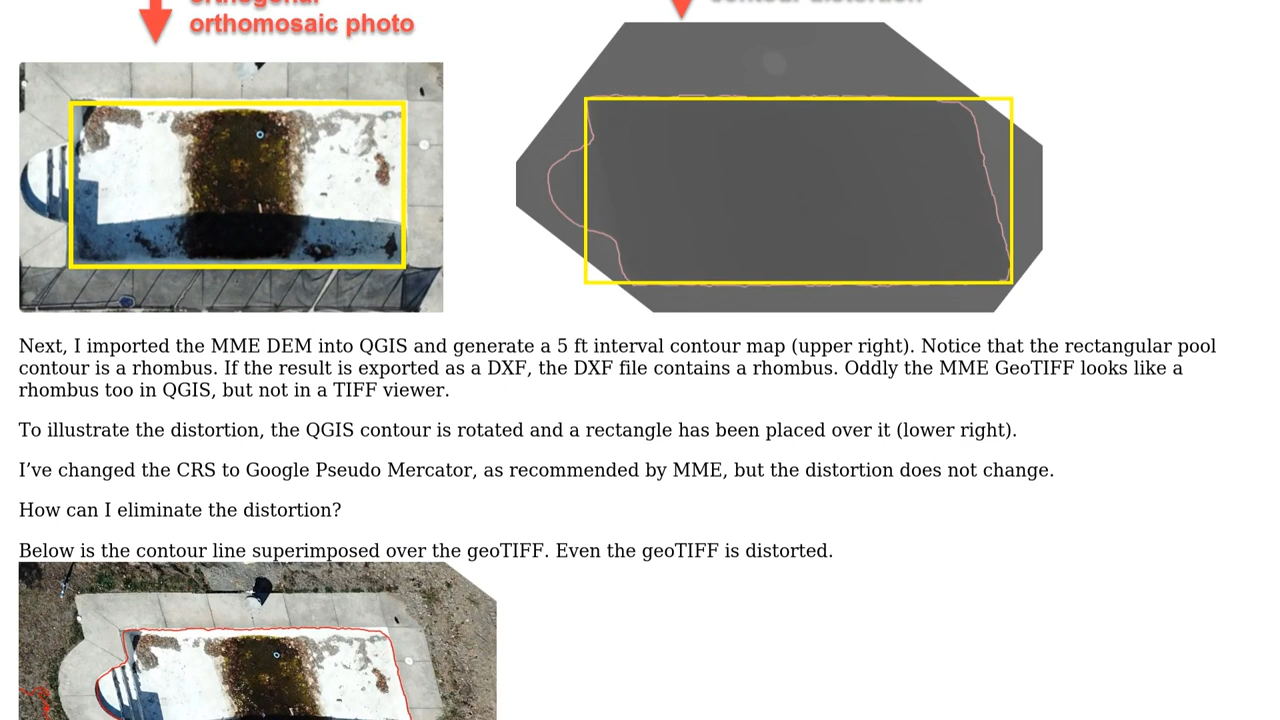 orthogonal
orthomosaic photo
contour distortion
Next, I imported the MME DEM into QGIS and generate a 5 ft interval contour map (upper right). Notice that the rectangular pool
contour is a rhombus. If the result is exported as a DXF, the DXF file contains a rhombus. Oddly the MME GeoTIFF looks like a
rhombus too in QGIS, but not in a TIFF viewer.
To illustrate the distortion, the QGIS contour is rotated and a rectangle has been placed over it (lower right).
I’ve changed the CRS to Google Pseudo Mercator, as recommended by MME, but the distortion does not change.
How can I eliminate the distortion?
Below is the contour line superimposed over the geoTIFF. Even the geoTIFF is distorted.